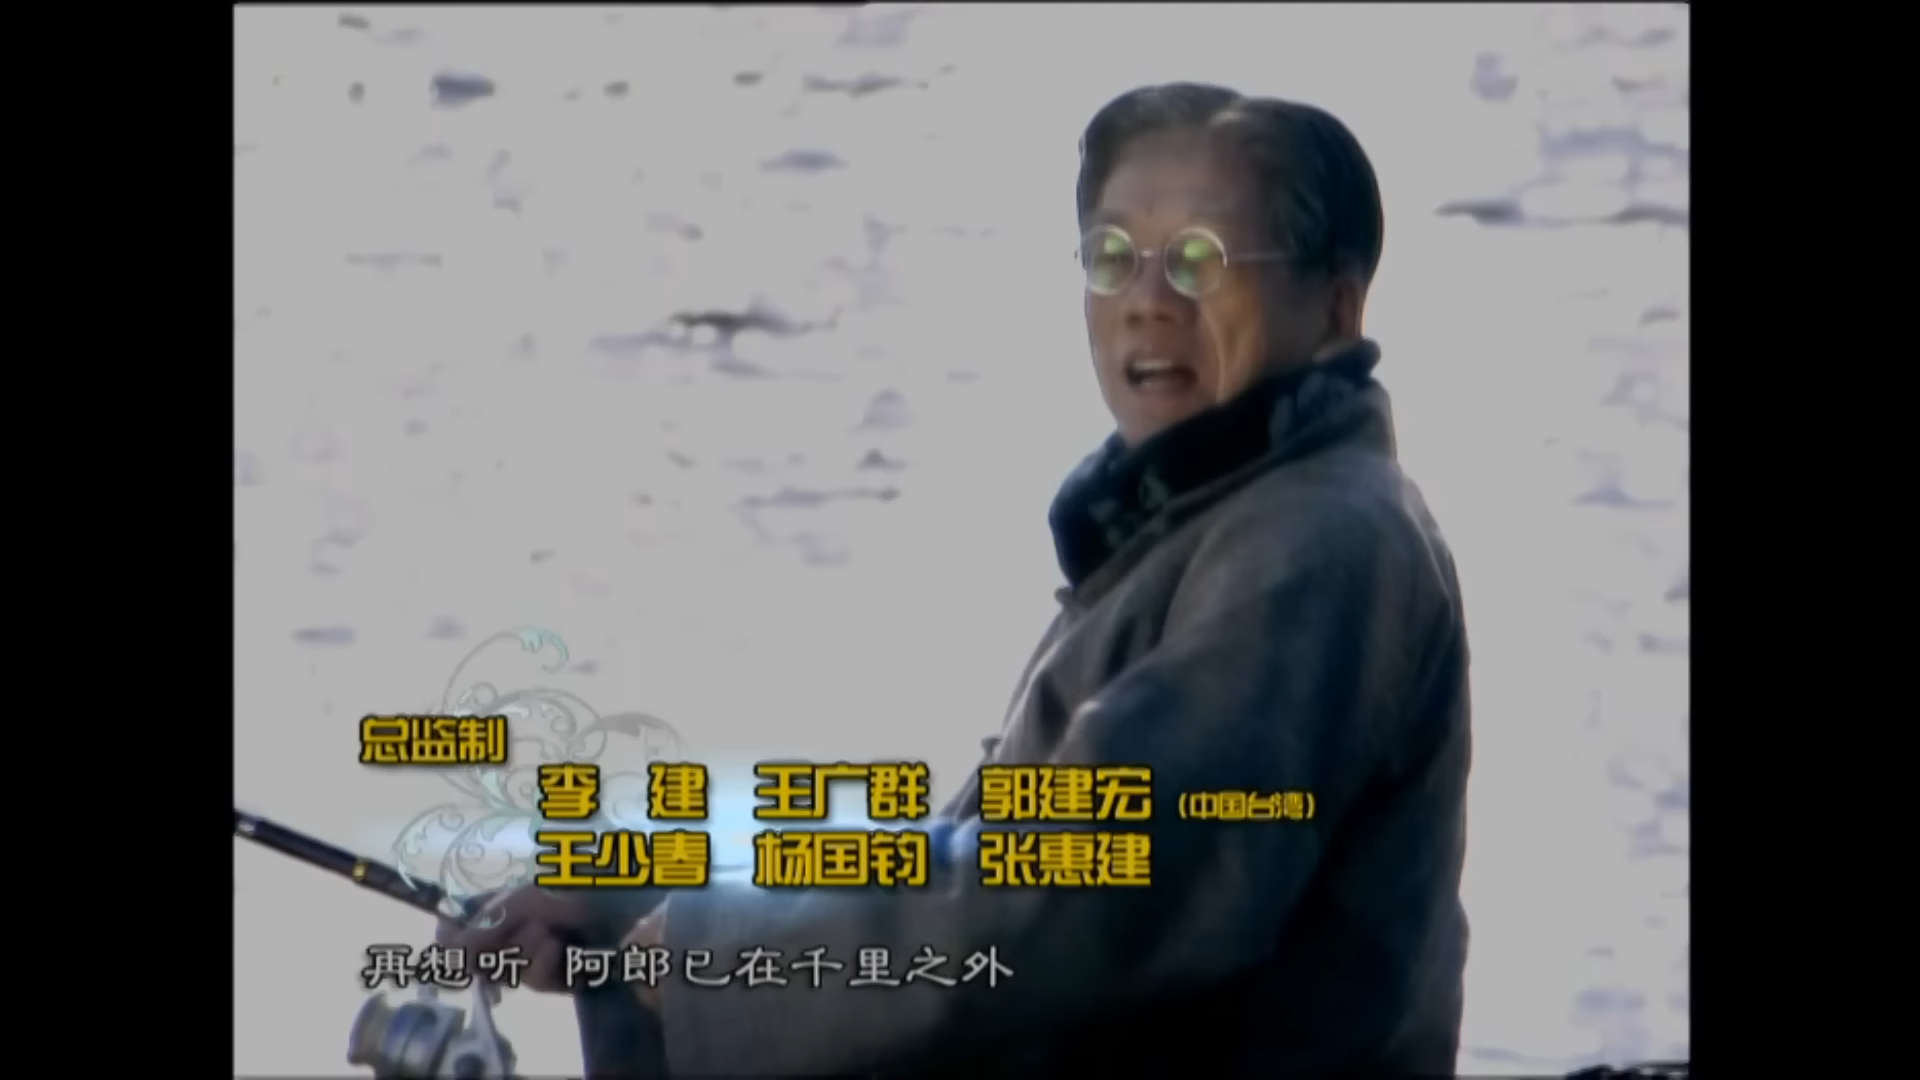 总监制
李 建 王广群 郭建宏（中国台湾）
王少春 杨国钧 张惠建
再想听 阿郎已在千里之外